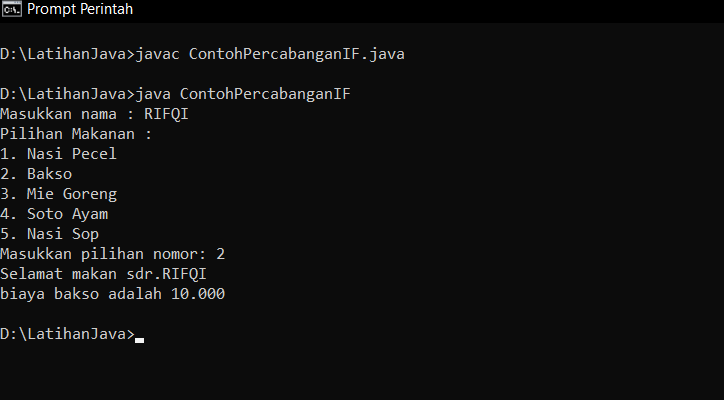 Prompt Perintah
D:\LatihanJava>javac ContohPercabanganIF.java
D:\LatihanJava>java ContohPercabanganIF
Masukkan nama : RIFQI
Pilihan Makanan :
1. Nasi Pecel
2. Bakso
3. Mie Goreng
4. Soto Ayam
5. Nasi Sop
Masukkan pilihan nomor: 2
Selamat makan sdr.RIFQI
biaya bakso adalah 10.000
D:\LatihanJava>